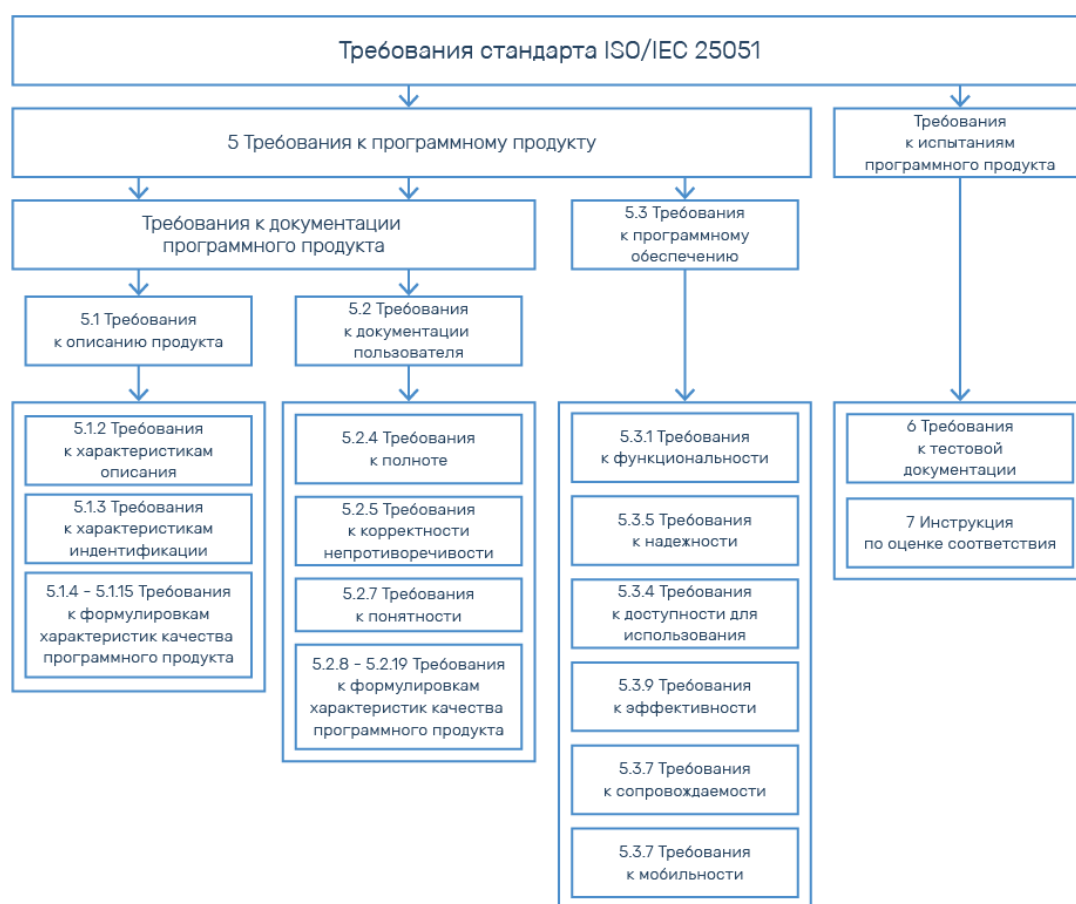 Требования стандарта ISO/IEC 25051
5 Требования к программному продукту
Требования
к испытаниям
программного продукта
Требования к документации
программного продукта
5.3 Требования
к программному
обеспечению
5.1 Требования
к описанию продукта
5.2 Требования
к документации
пользователя
5.1.2 Требования
к характеристикам
описания
5.1.3 Требования
к характеристикам
индентификации
5.1.4 - 5.1.15 Требования
к формулировкам
характеристик качества
программного продукта
5.2.4 Требования
к полноте
5.2.5 Требования
к корректности
непротиворечивости
5.2.7 Требования
к понятности
5.2.8 - 5.2.19 Требования
к формулировкам
характеристик качества
программного продукта
5.3.1 Требования
к функциональности
5.3.5 Требования
к надежности
5.3.4 Требования
к доступности для
использования
5.3.9 Требования
к эффективности
5.3.7 Требования
к сопровождаемости
5.3.7 Требования
к мобильности
6 Требования
к тестовой
документации
7 Инструкция
по оценке соответствия